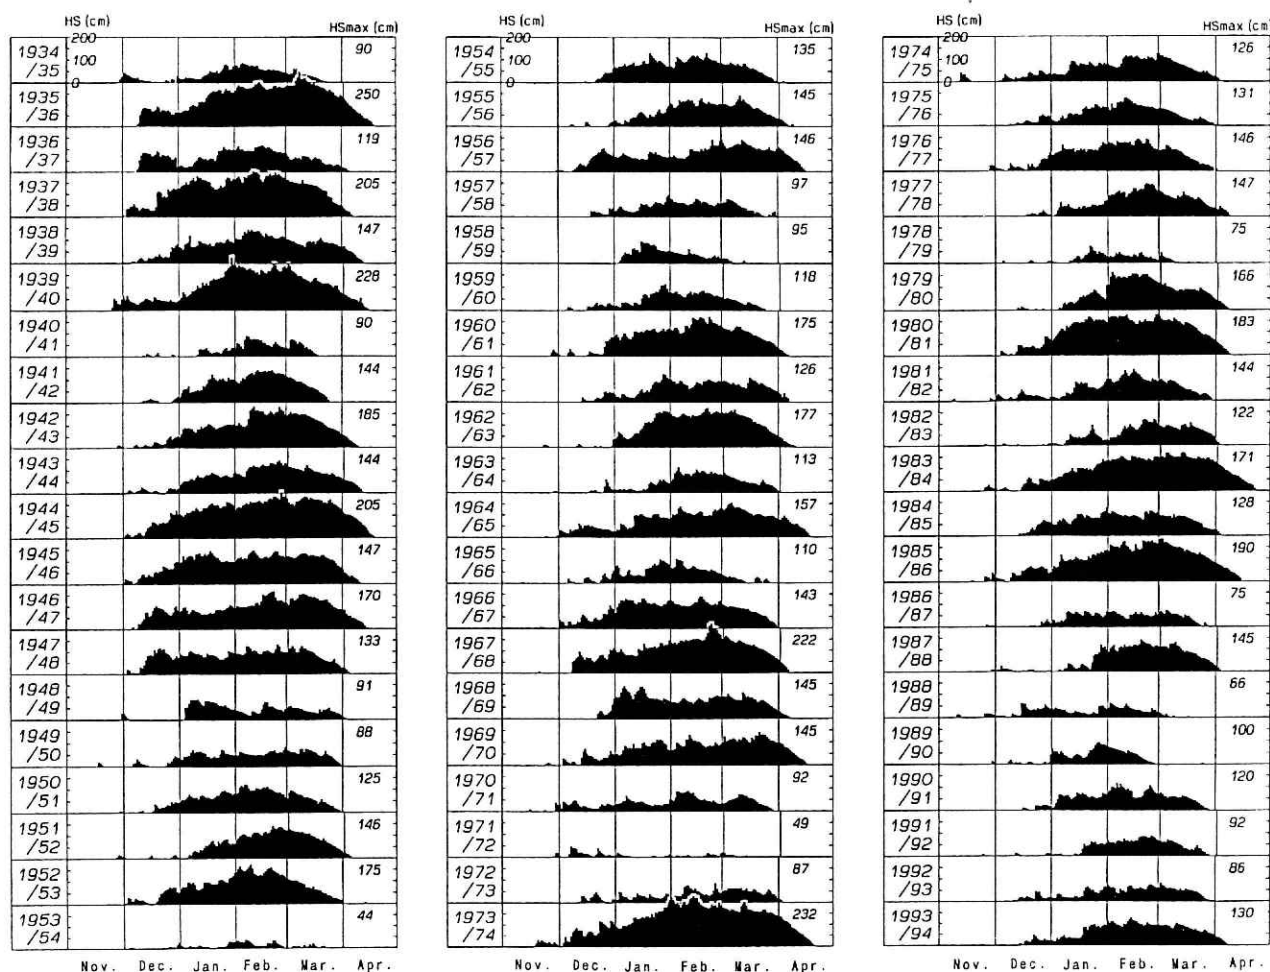 HS (cm) HSmax (cm)
200
100
0
1934 /35 90
1935 /36 250
1936 /37 119
1937 /38 205
1938 /39 147
1939 /40 228
1940 /41 90
1941 /42 144
1942 /43 185
1943 /44 144
1944 /45 205
1945 /46 147
1946 /47 170
1947 /48 133
1948 /49 91
1949 /50 88
1950 /51 125
1951 /52 146
1952 /53 175
1953 /54 44
Nov. Dec. Jan. Feb. Mar. Apr.
HS (cm) HSmax (cm)
200
100
0
1954 /55 135
1955 /56 145
1956 /57 146
1957 /58 97
1958 /59 95
1959 /60 118
1960 /61 175
1961 /62 126
1962 /63 177
1963 /64 113
1964 /65 157
1965 /66 110
1966 /67 143
1967 /68 222
1968 /69 145
1969 /70 145
1970 /71 92
1971 /72 49
1972 /73 87
1973 /74 232
Nov. Dec. Jan. Feb. Mar. Apr.
HS (cm) HSmax (cm)
200
100
0
1974 /75 126
1975 /76 131
1976 /77 146
1977 /78 147
1978 /79 75
1979 /80 166
1980 /81 183
1981 /82 144
1982 /83 122
1983 /84 171
1984 /85 128
1985 /86 190
1986 /87 75
1987 /88 145
1988 /89 66
1989 /90 100
1990 /91 120
1991 /92 92
1992 /93 86
1993 /94 130
Nov. Dec. Jan. Feb. Mar. Apr.